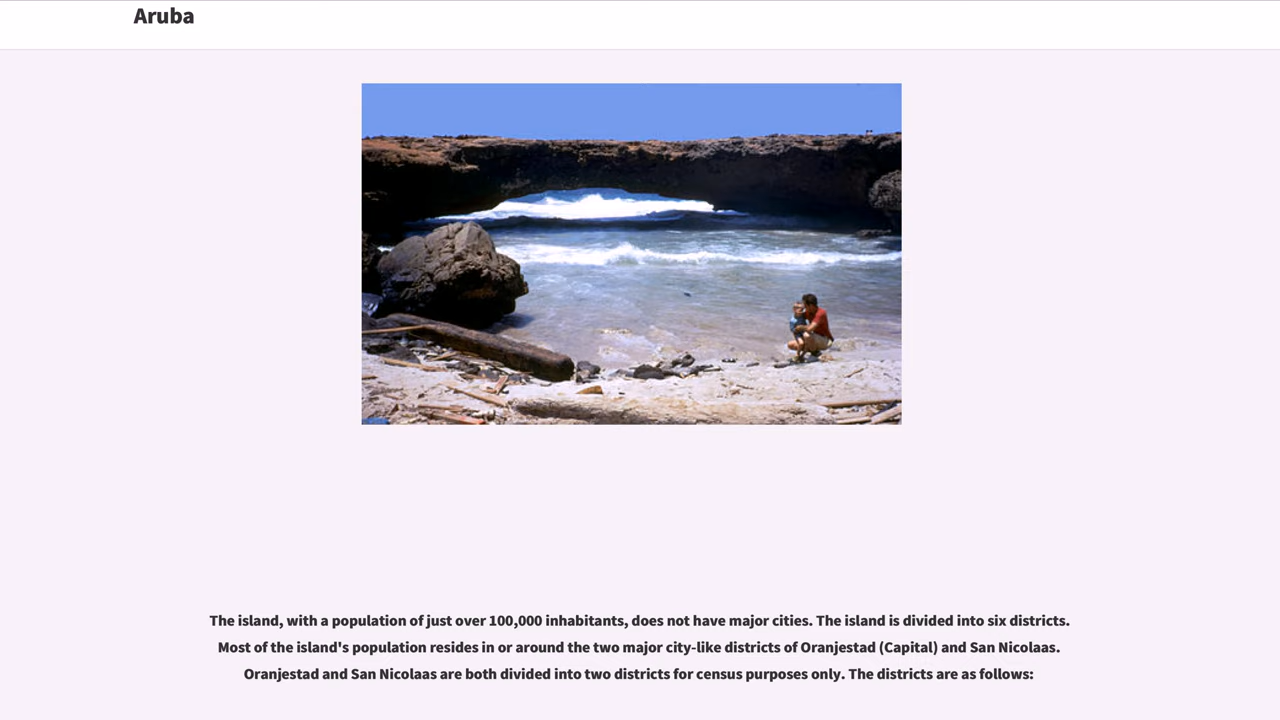 Aruba
The island, with a population of just over 100,000 inhabitants, does not have major cities. The island is divided into six districts.
Most of the island's population resides in or around the two major city-like districts of Oranjestad (Capital) and San Nicolaas.
Oranjestad and San Nicolaas are both divided into two districts for census purposes only. The districts are as follows: